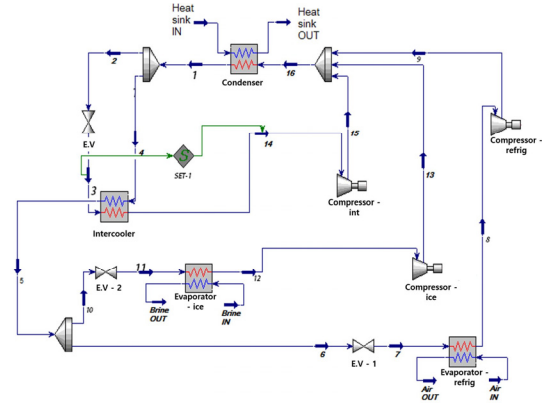 Heat
sink
IN
Heat
sink
OUT
2
1
16
9
Condenser
E.V
4
SET-1
14
15
Compressor -
refrig
3
Intercooler
Compressor -
int
13
8
5
10
11
12
E.V - 2
Evaporator
- ice
Brine
OUT
Brine
IN
Compressor -
ice
6
7
E.V - 1
Evaporator -
refrig
Air
OUT
Air
IN